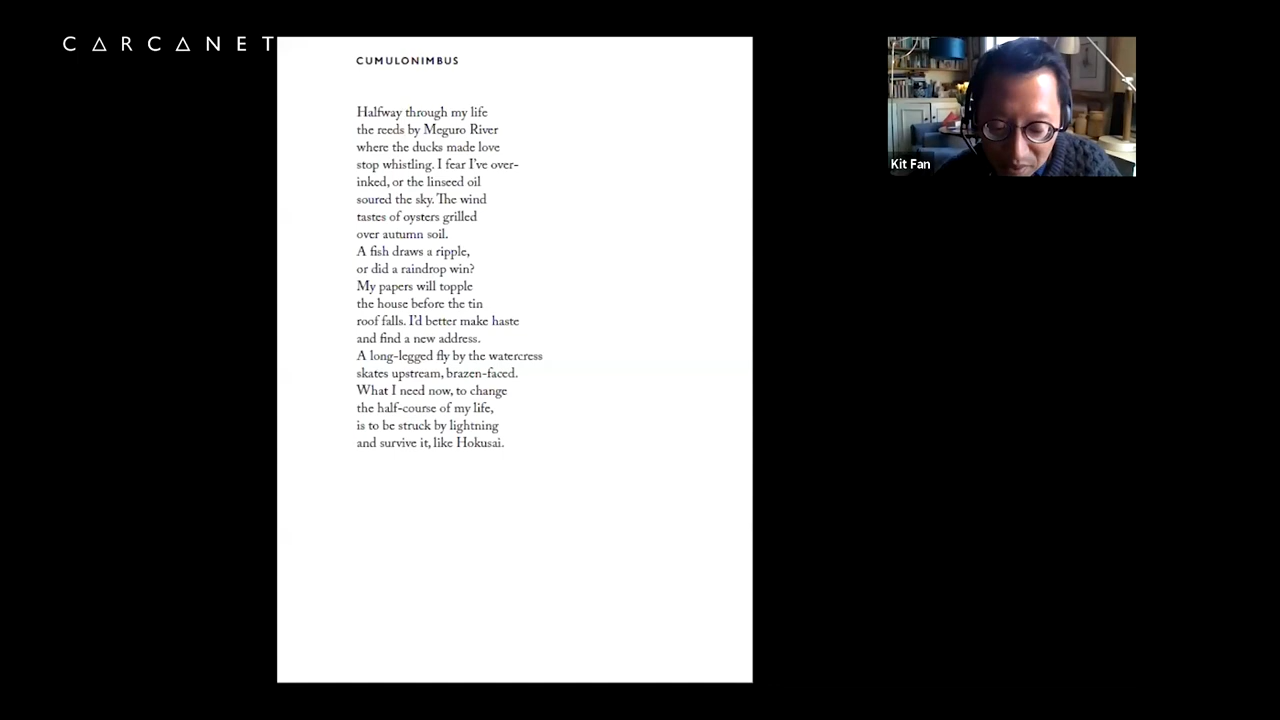 CARCANET
CUMULONIMBUS
Halfway through my life
the reeds by Meguro River
where the ducks made love
stop whistling. I fear I've over-
inked, or the linseed oil
soured the sky. The wind
tastes of oysters grilled
over autumn soil.
A fish draws a ripple,
or did a raindrop win?
My papers will topple
the house before the tin
roof falls. I'd better make haste
and find a new address.
A long-legged fly by the watercress
skates upstream, brazen-faced.
What I need now, to change
the half-course of my life,
is to be struck by lightning
and survive it, like Hokusai.
Kit Fan